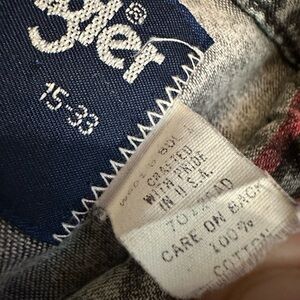 gler®
15-33
CRAFTED
WITH PRIDE
IN U.S.A.
CARE ON BACK
100%
COTTON